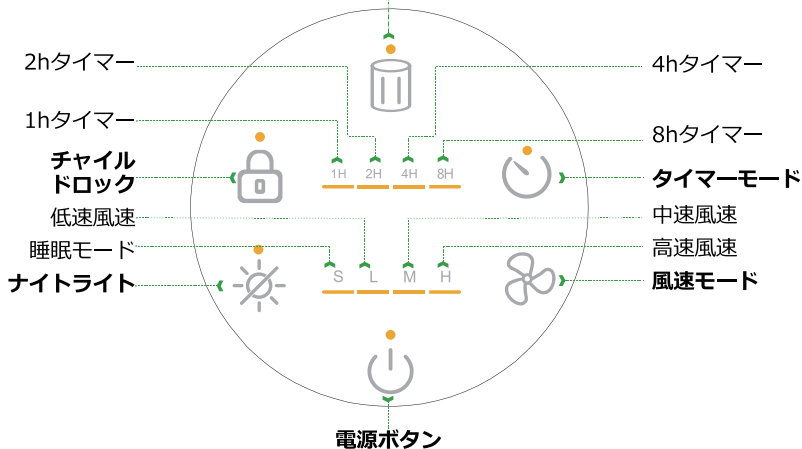 2hタイマー
4hタイマー
1hタイマー
8hタイマー
チャイル
ドロック
1H 2H 4H 8H
タイマーモード
低速風速
中速風速
睡眠モード
高速風速
S L M H
ナイトライト
風速モード
電源ボタン